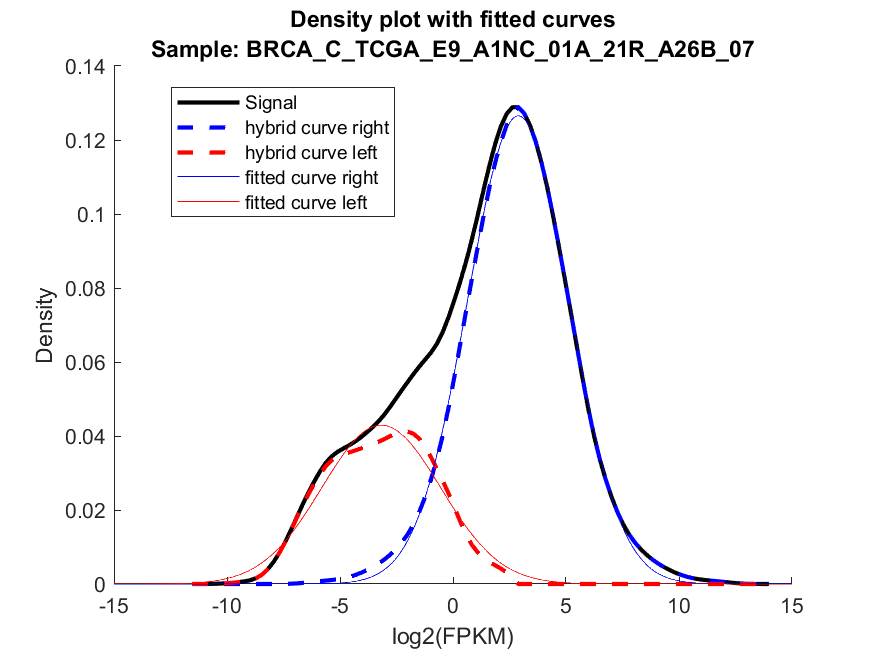 Density plot with fitted curves
Sample: BRCA_C_TCGA_E9_A1NC_01A_21R_A26B_07
0.14
0.12
0.1
0.08
0.06
0.04
0.02
0
Density
Signal
hybrid curve right
hybrid curve left
fitted curve right
fitted curve left
-15 -10 -5 0 5 10 15
log2(FPKM)